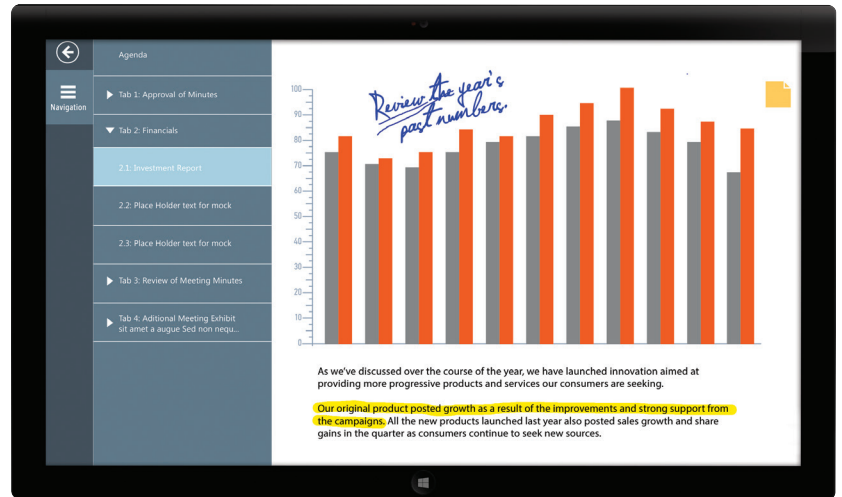 Agenda
Navigation
Tab 1: Approval of Minutes
Tab 2: Financials
2.1: Investment Report
2.2: Place Holder text for mock
2.3: Place Holder text for mock
Tab 3: Review of Meeting Minutes
Tab 4: Aditional Meeting Exhibit
sit amet a augue Sed non nequ...
Review the year's
past numbers.
100
90
80
70
60
50
40
30
20
10
0
As we've discussed over the course of the year, we have launched innovation aimed at
providing more progressive products and services our consumers are seeking.
Our original product posted growth as a result of the improvements and strong support from
the campaigns. All the new products launched last year also posted sales growth and share
gains in the quarter as consumers continue to seek new sources.